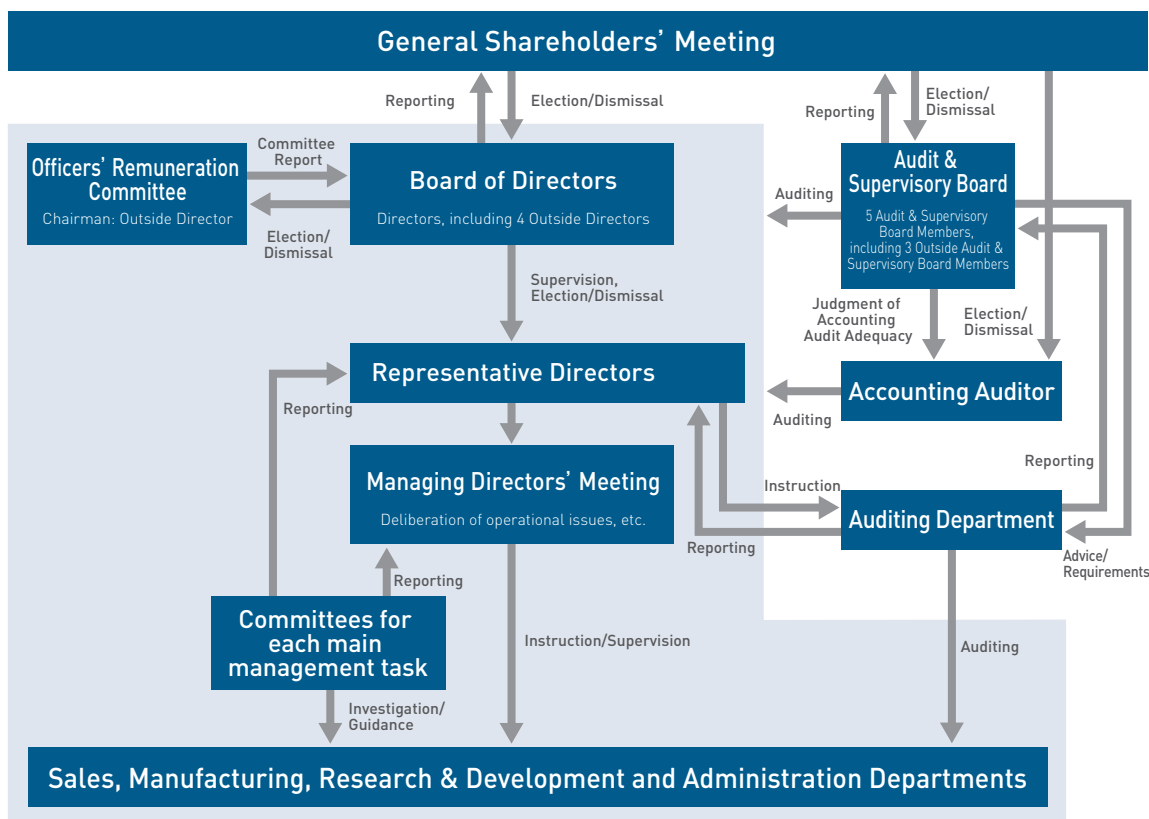 General Shareholders’ Meeting
Reporting
Election/Dismissal
Reporting
Election/
Dismissal
Officers’ Remuneration
Committee
Chairman: Outside Director
Committee
Report
Election/
Dismissal
Board of Directors
Directors, including 4 Outside Directors
Auditing
Audit &
Supervisory Board
5 Audit & Supervisory
Board Members,
including 3 Outside Audit &
Supervisory Board Members
Supervision,
Election/Dismissal
Judgment of
Accounting
Audit Adequacy
Election/
Dismissal
Representative Directors
Reporting
Auditing
Accounting Auditor
Managing Directors’ Meeting
Deliberation of operational issues, etc.
Reporting
Instruction
Reporting
Auditing Department
Advice/
Requirements
Reporting
Committees for
each main
management task
Instruction/Supervision
Auditing
Investigation/
Guidance
Sales, Manufacturing, Research & Development and Administration Departments